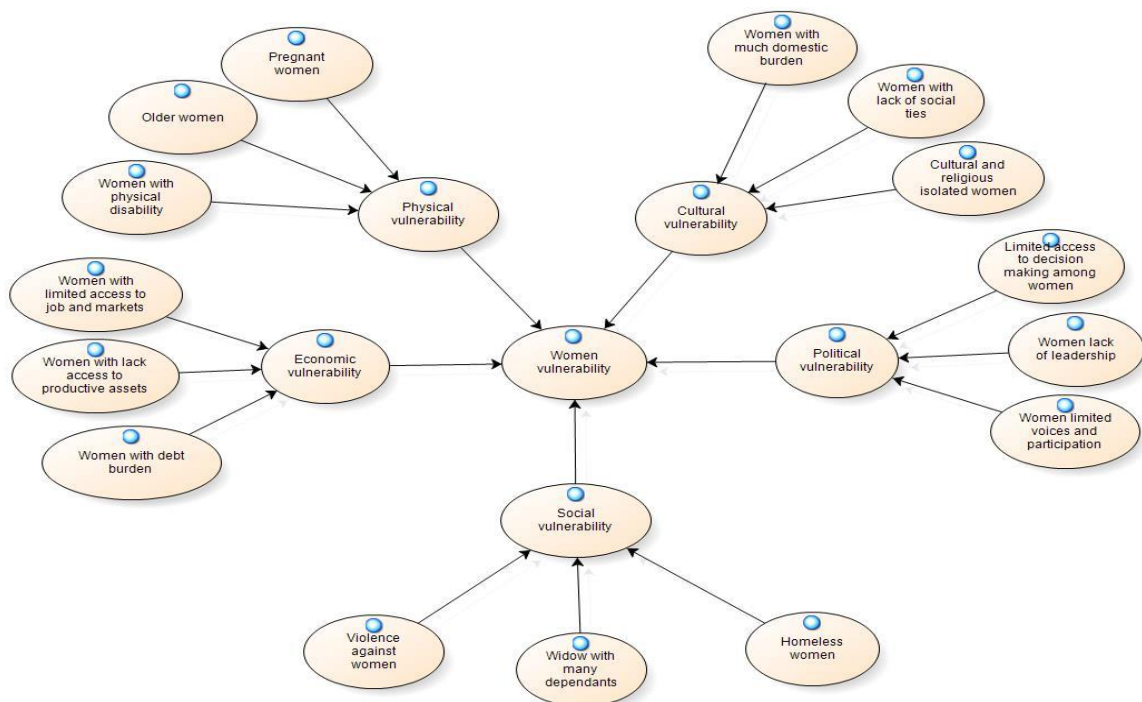 Pregnant
women
Older women
Women with
physical
disability
Physical
vulnerability
Women with
much domestic
burden
Women with
lack of social
ties
Cultural and
religious
isolated women
Cultural
vulnerability
Women with
limited access to
job and markets
Women with lack
access to
productive assets
Women with debt
burden
Economic
vulnerability
Women
vulnerability
Political
vulnerability
Limited access
to decision
making among
women
Women lack
of leadership
Women limited
voices and
participation
Social
vulnerability
Violence
against
women
Widow with
many
dependants
Homeless
women